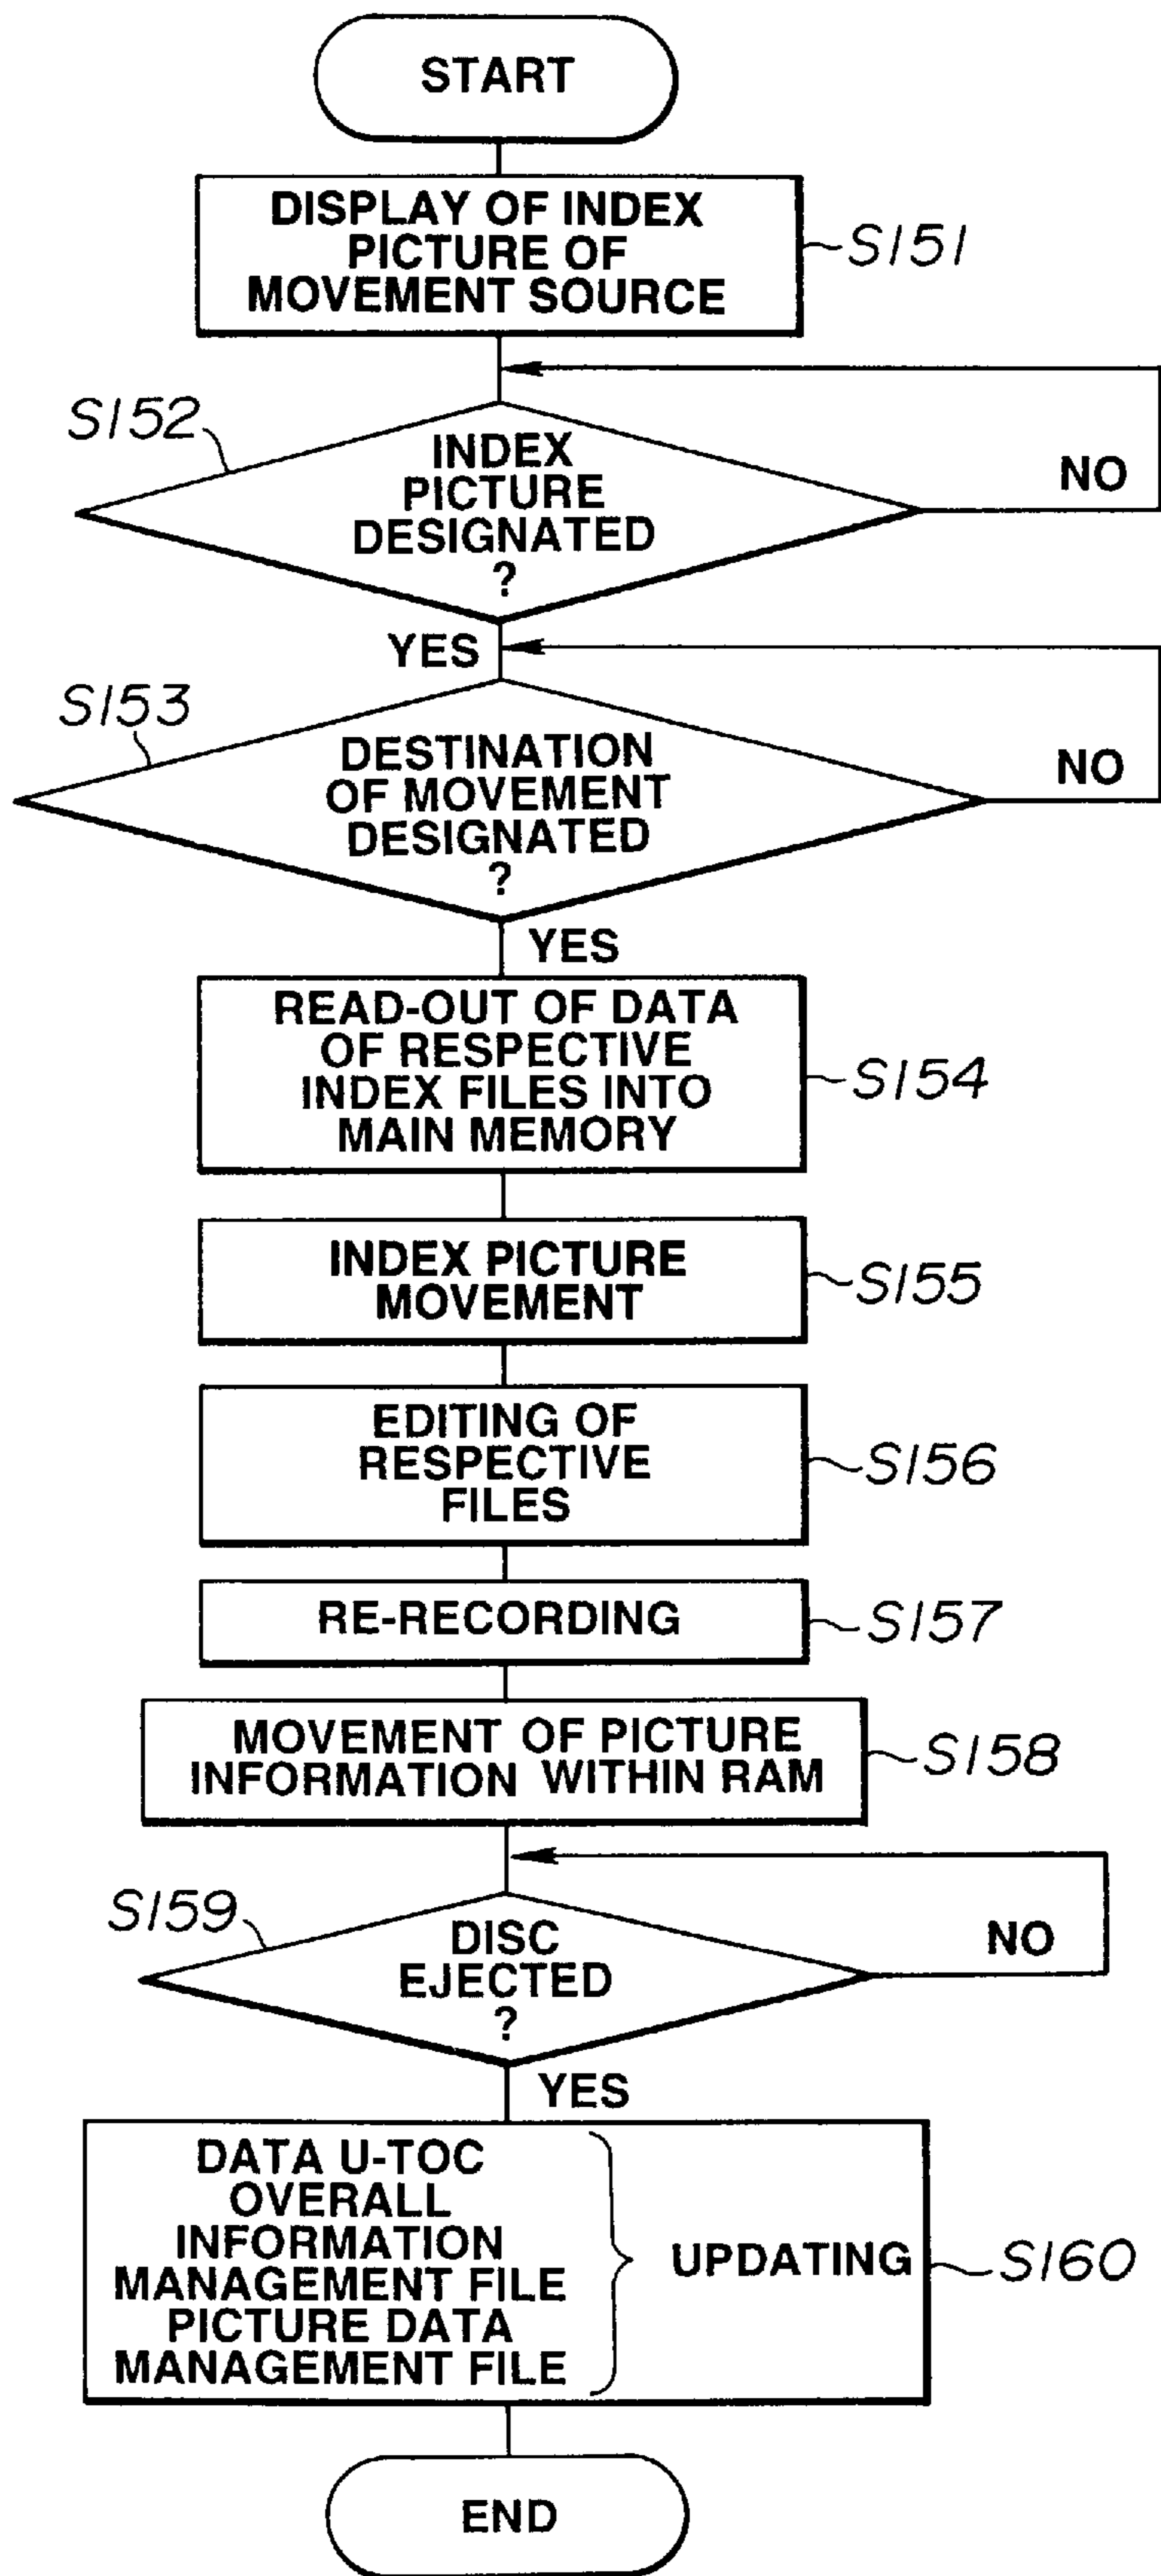 START
DISPLAY OF INDEX
PICTURE OF
MOVEMENT SOURCE
S151
S152
INDEX
PICTURE
DESIGNATED
?
NO
YES
S153
DESTINATION
OF MOVEMENT
DESIGNATED
?
NO
YES
READ-OUT OF DATA
OF RESPECTIVE
INDEX FILES INTO
MAIN MEMORY
S154
INDEX PICTURE
MOVEMENT
S155
EDITING OF
RESPECTIVE
FILES
S156
RE-RECORDING
S157
MOVEMENT OF PICTURE
INFORMATION WITHIN RAM
S158
S159
DISC
EJECTED
?
NO
YES
DATA U-TOC
OVERALL
INFORMATION
MANAGEMENT FILE
PICTURE DATA
MANAGEMENT FILE
UPDATING
S160
END